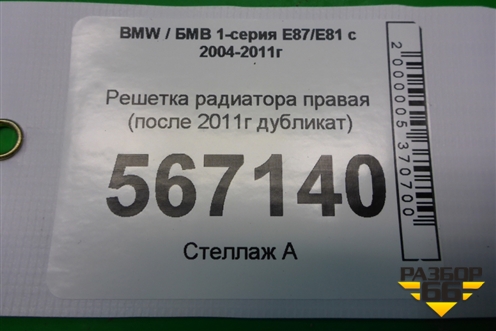 BMW / БМВ 1-серия E87/E81 с
2004-2011г
Решетка радиатора правая
(после 2011г дубликат)
567140
Стеллаж А
2000005370700
РАЗБОР
66